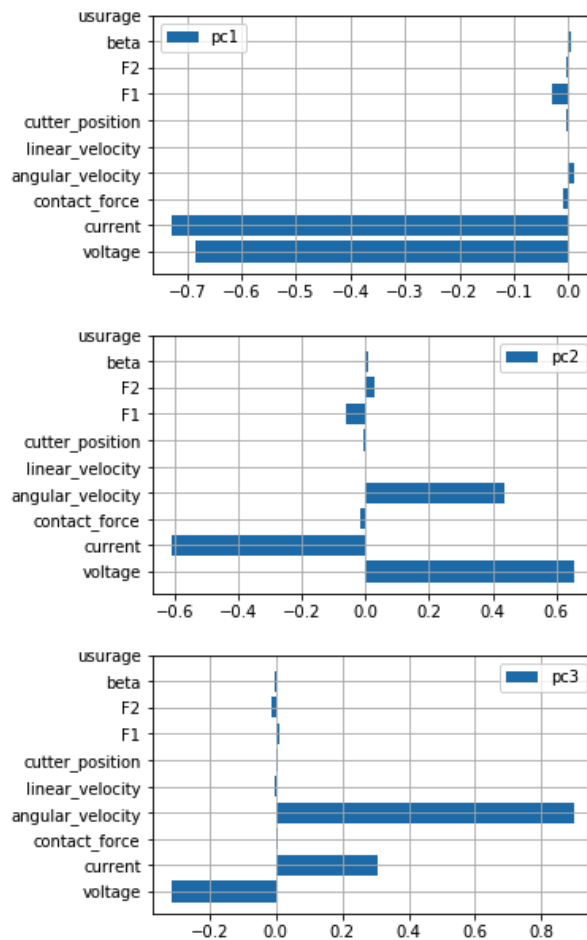 usurage
pc1
beta
F2
F1
cutter_position
linear_velocity
angular_velocity
contact_force
current
voltage
−0.7 −0.6 −0.5 −0.4 −0.3 −0.2 −0.1 0.0
usurage
pc2
beta
F2
F1
cutter_position
linear_velocity
angular_velocity
contact_force
current
voltage
−0.6 −0.4 −0.2 0.0 0.2 0.4 0.6
usurage
pc3
beta
F2
F1
cutter_position
linear_velocity
angular_velocity
contact_force
current
voltage
−0.2 0.0 0.2 0.4 0.6 0.8